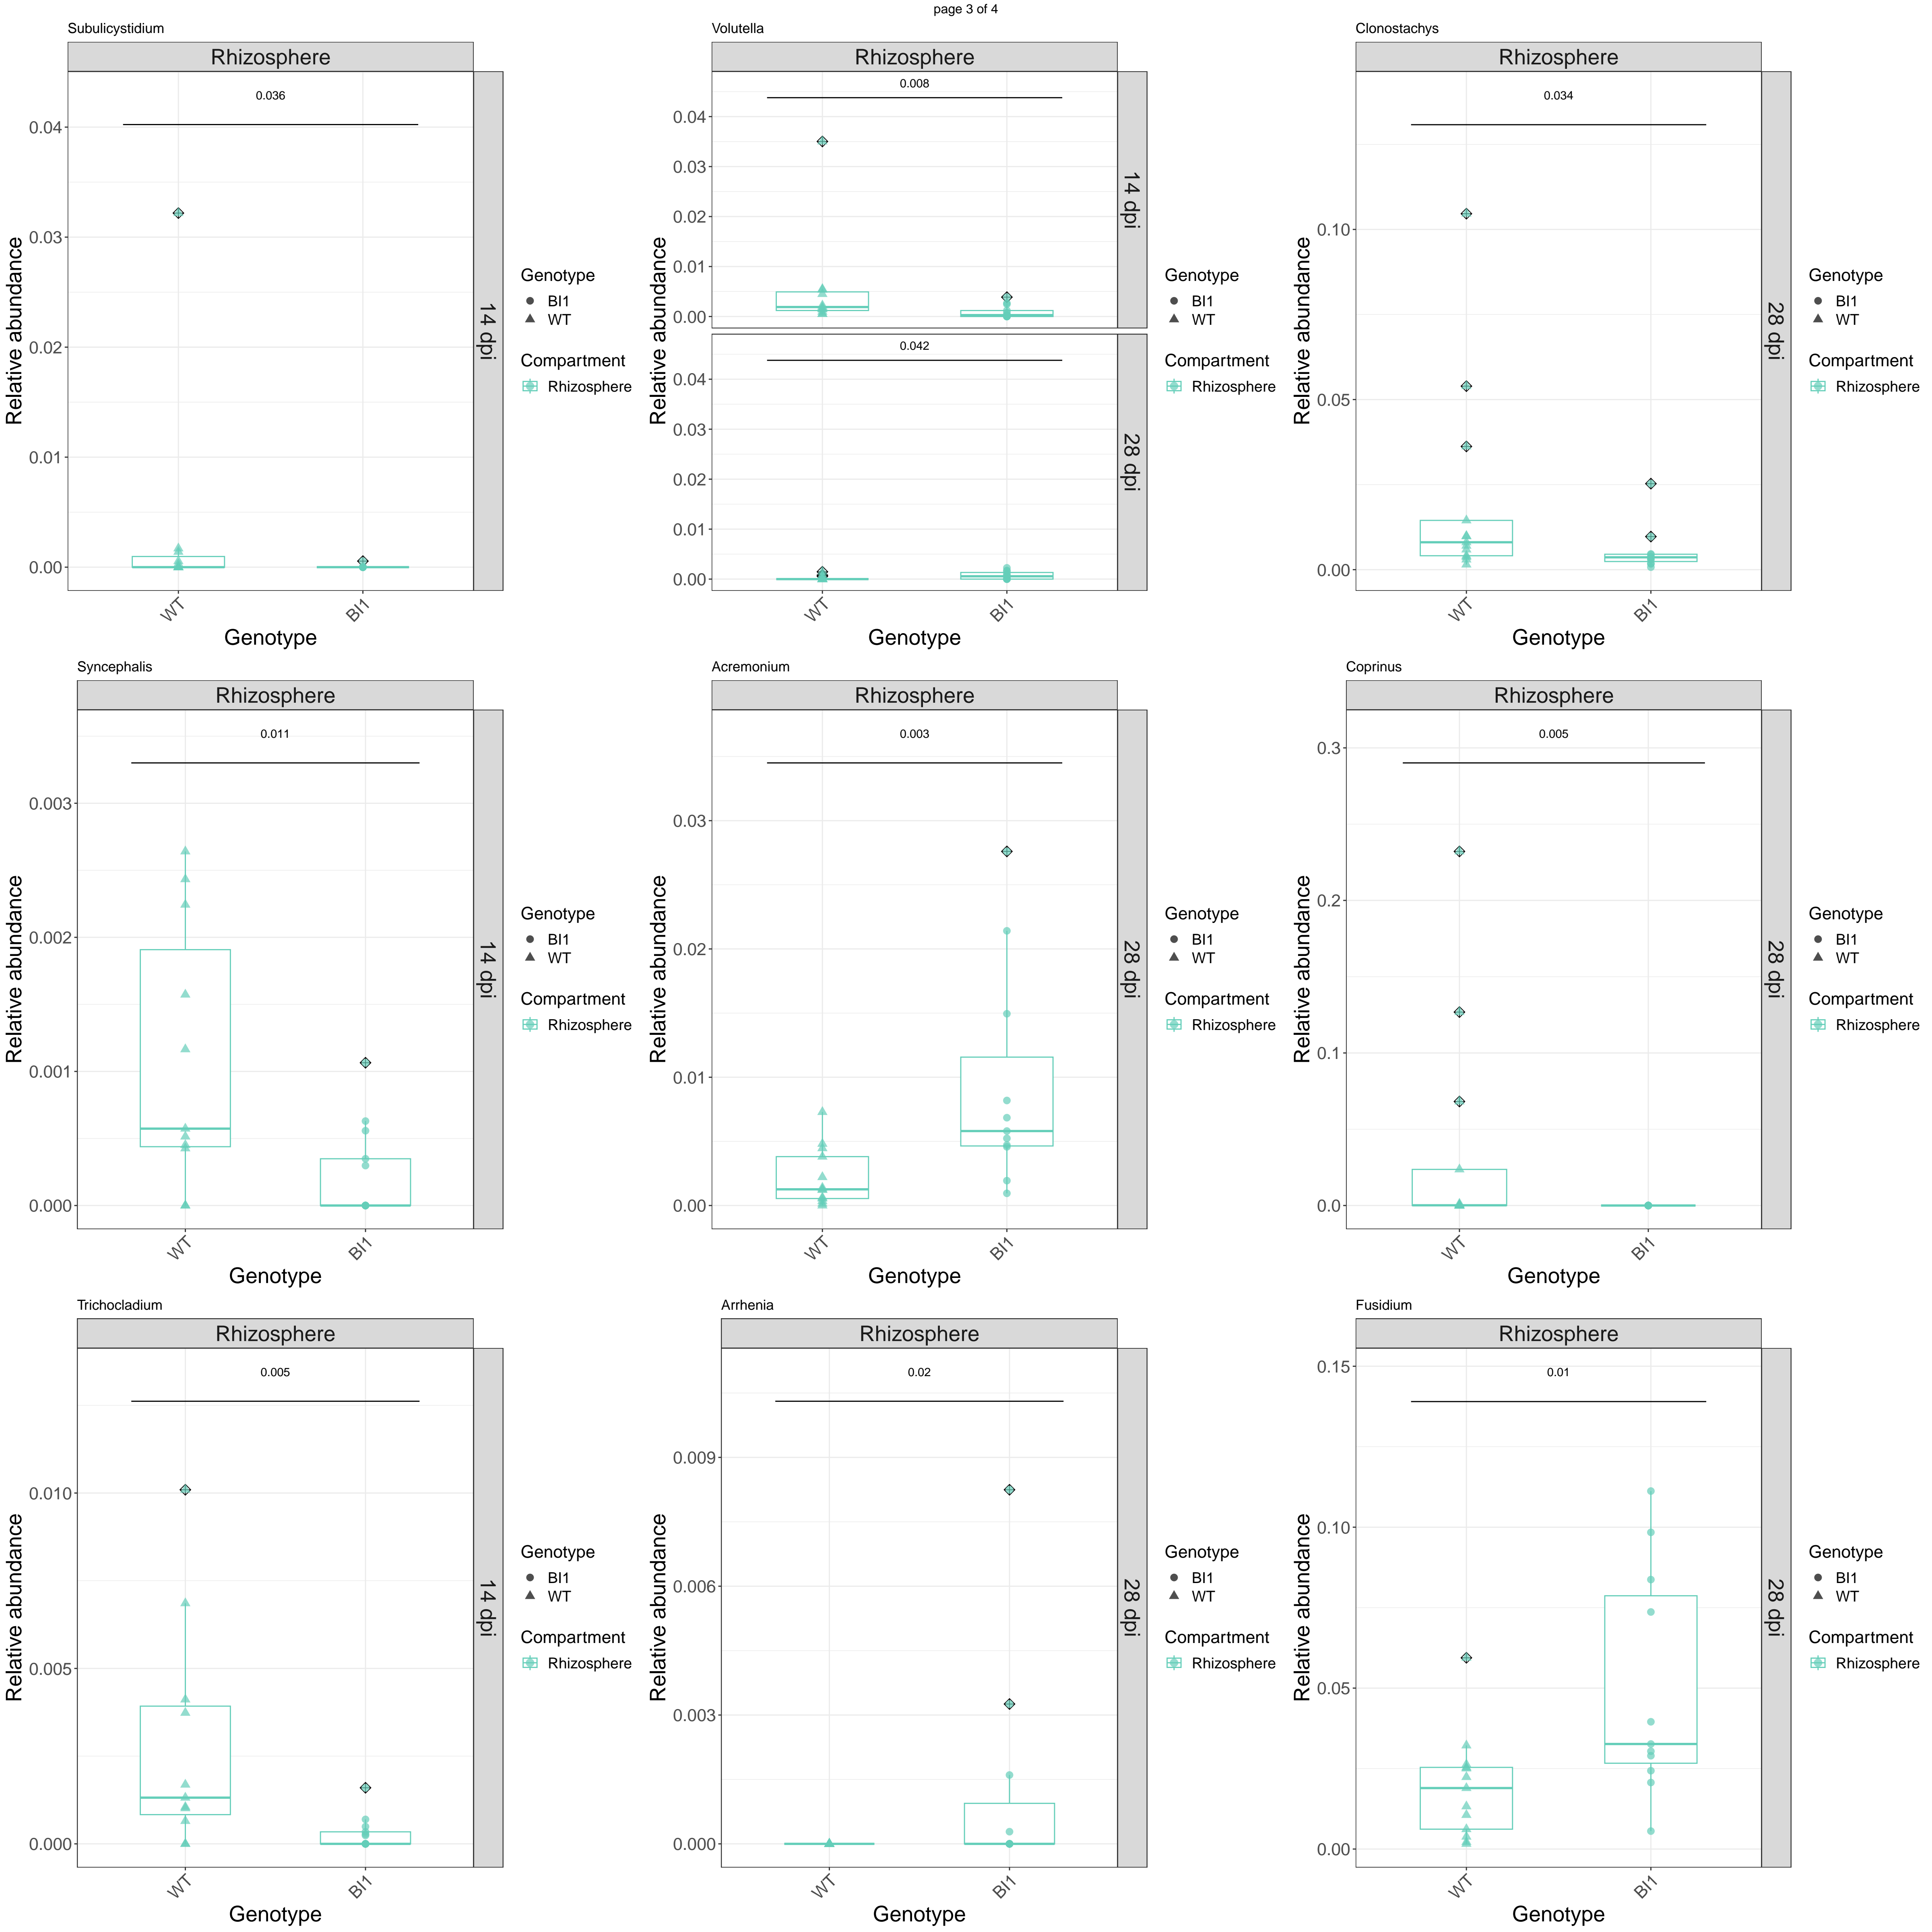 page 3 of 4
Subulicystidium
Rhizosphere
0.036
0.04
0.03
0.02
0.01
0.00
Relative abundance
14 dpi
WT
BI1
Genotype
Genotype
BI1
WT
Compartment
Rhizosphere
Volutella
Rhizosphere
0.008
0.04
0.03
0.02
0.01
0.00
14 dpi
0.042
0.04
0.03
0.02
0.01
0.00
28 dpi
Relative abundance
WT
BI1
Genotype
Genotype
BI1
WT
Compartment
Rhizosphere
Clonostachys
Rhizosphere
0.034
0.10
0.05
0.00
Relative abundance
28 dpi
WT
BI1
Genotype
Genotype
BI1
WT
Compartment
Rhizosphere
Syncephalis
Rhizosphere
0.011
0.003
0.002
0.001
0.000
Relative abundance
14 dpi
WT
BI1
Genotype
Genotype
BI1
WT
Compartment
Rhizosphere
Acremonium
Rhizosphere
0.003
0.03
0.02
0.01
0.00
Relative abundance
28 dpi
WT
BI1
Genotype
Genotype
BI1
WT
Compartment
Rhizosphere
Coprinus
Rhizosphere
0.005
0.3
0.2
0.1
0.0
Relative abundance
28 dpi
WT
BI1
Genotype
Genotype
BI1
WT
Compartment
Rhizosphere
Trichocladium
Rhizosphere
0.005
0.010
0.005
0.000
Relative abundance
14 dpi
WT
BI1
Genotype
Genotype
BI1
WT
Compartment
Rhizosphere
Arrhenia
Rhizosphere
0.02
0.009
0.006
0.003
0.000
Relative abundance
28 dpi
WT
BI1
Genotype
Genotype
BI1
WT
Compartment
Rhizosphere
Fusidium
Rhizosphere
0.01
0.15
0.10
0.05
0.00
Relative abundance
28 dpi
WT
BI1
Genotype
Genotype
BI1
WT
Compartment
Rhizosphere